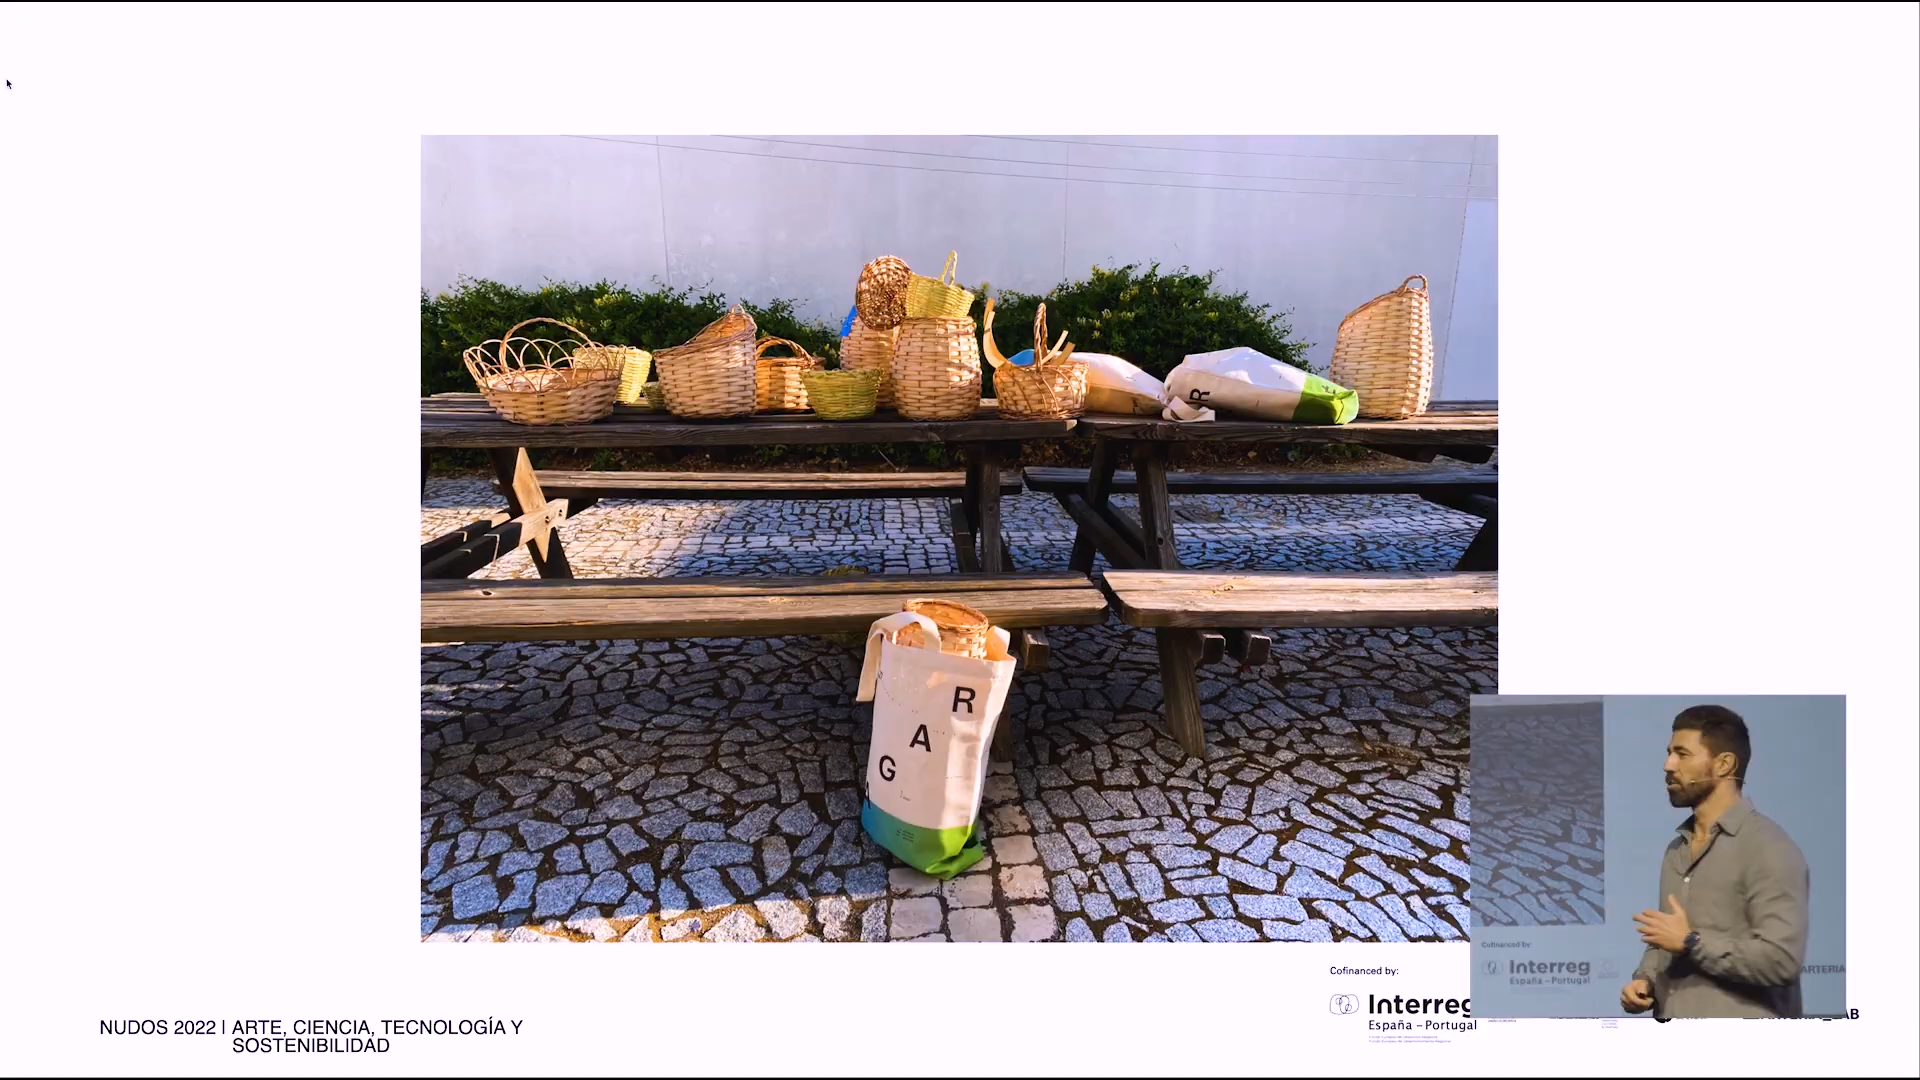 R
R
A
G
A
Cofinanced by:
Interreg
España – Portugal
Cofinanced by
Interreg
España – Portugal
ARTERIA
NUDOS 2022 | ARTE, CIENCIA, TECNOLOGÍA Y
SOSTENIBILIDAD